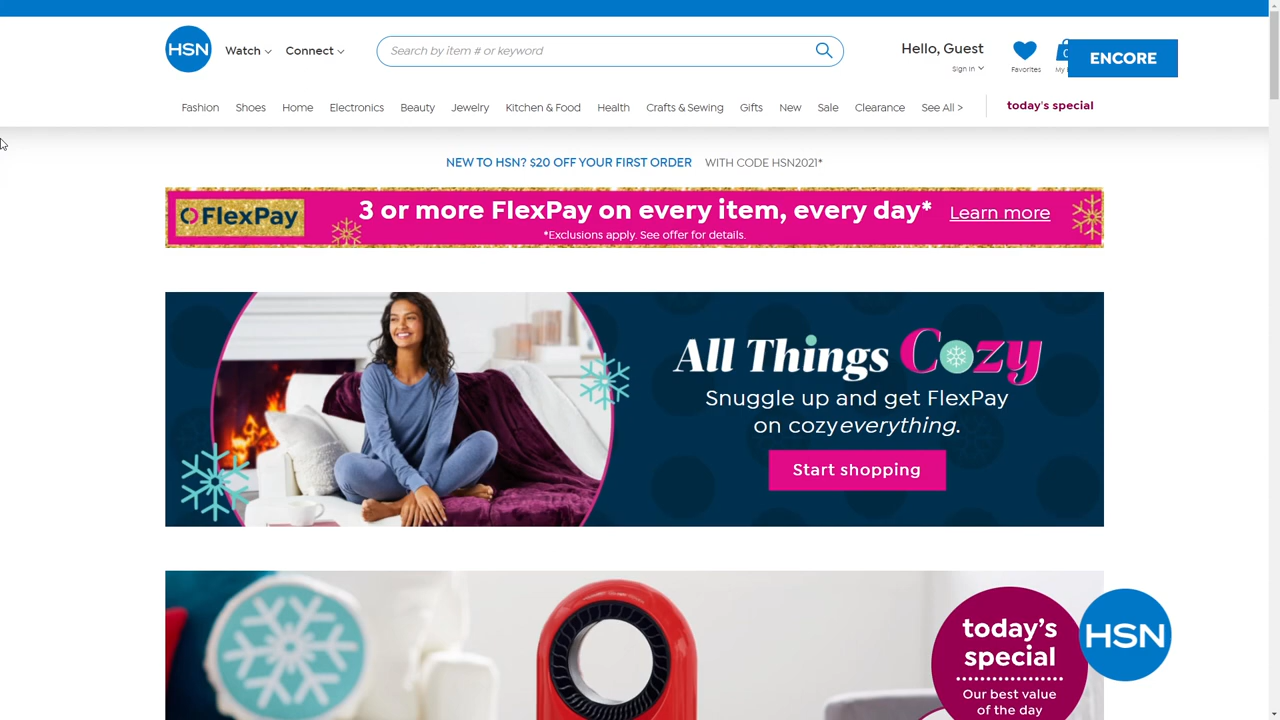 HSN
Watch
Connect
Search by item # or keyword
Hello, Guest
Sign In
Favorites
My
ENCORE
Fashion
Shoes
Home
Electronics
Beauty
Jewelry
Kitchen & Food
Health
Crafts & Sewing
Gifts
New
Sale
Clearance
See All >
today's special
NEW TO HSN? $20 OFF YOUR FIRST ORDER WITH CODE HSN2021*
FlexPay
3 or more FlexPay on every item, every day* Learn more
*Exclusions apply. See offer for details.
All Things Cozy
Snuggle up and get FlexPay
on cozy everything.
Start shopping
today's
special
Our best value
of the day
HSN